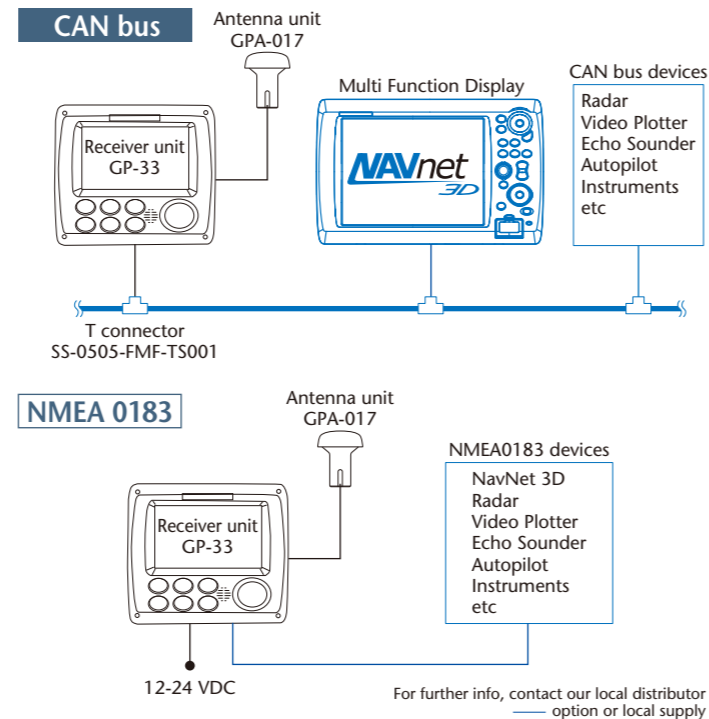 CAN bus
Antenna unit
GPA-017
Receiver unit
GP-33
Multi Function Display
NAVnet
3D
CAN bus devices
Radar
Video Plotter
Echo Sounder
Autopilot
Instruments
etc
T connector
SS-0505-FMF-TS001
NMEA 0183
Antenna unit
GPA-017
Receiver unit
GP-33
12-24 VDC
NMEA0183 devices
NavNet 3D
Radar
Video Plotter
Echo Sounder
Autopilot
Instruments
etc
For further info, contact our local distributor
option or local supply